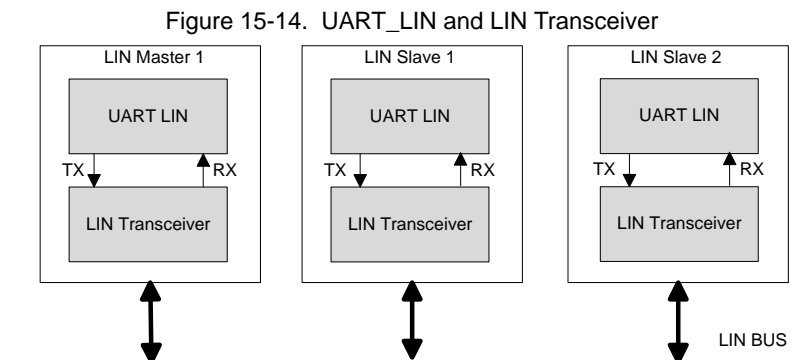 Figure 15-14. UART_LIN and LIN Transceiver
LIN Master 1
LIN Slave 1
LIN Slave 2
UART LIN
UART LIN
UART LIN
TX
RX
TX
RX
TX
RX
LIN Transceiver
LIN Transceiver
LIN Transceiver
LIN BUS